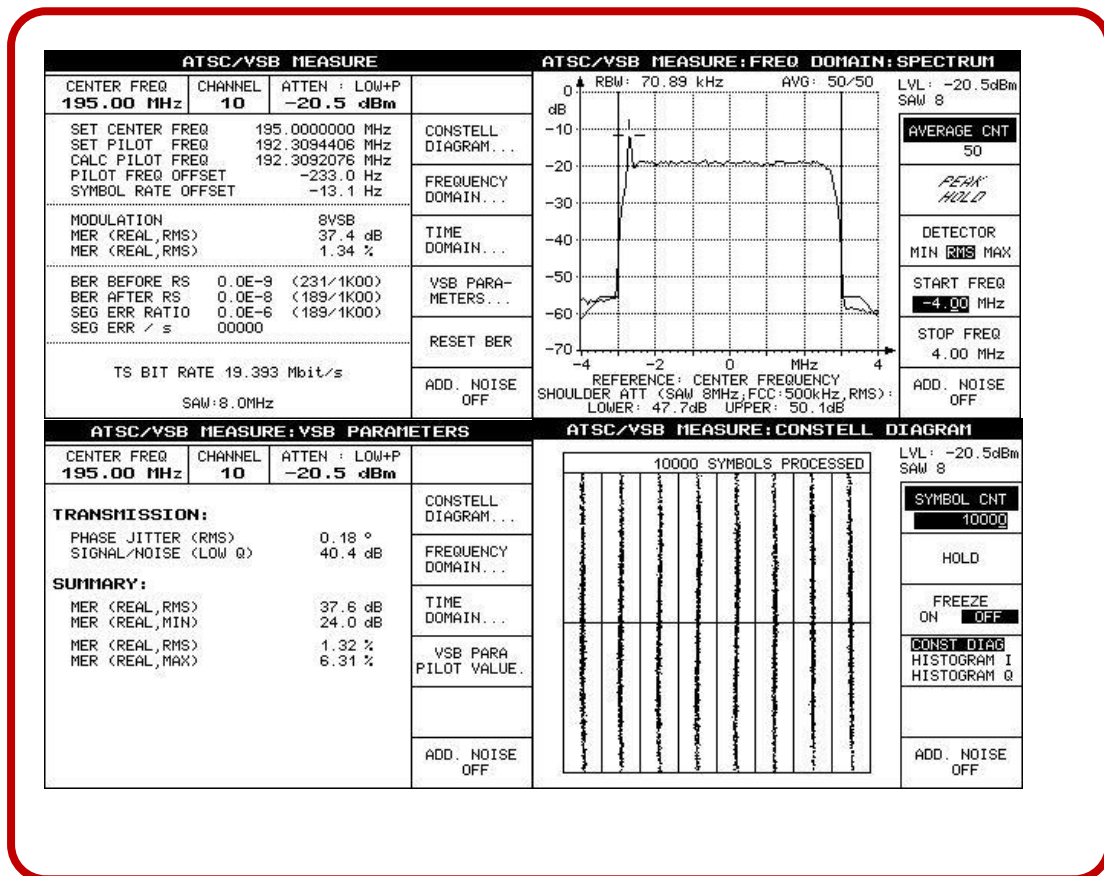 ATSC/VSB MEASURE
CENTER FREQ CHANNEL ATTEN : LOW+P
195.00 MHz 10 -20.5 dBm
SET CENTER FREQ 195.0000000 MHz
SET PILOT FREQ 192.3094406 MHz
CALC PILOT FREQ 192.3092076 MHz
PILOT FREQ OFFSET -233.0 Hz
SYMBOL RATE OFFSET -13.1 Hz
MODULATION 8VSB
MER (REAL,RMS) 37.4 dB
MER (REAL,RMS) 1.34 %
BER BEFORE RS 0.0E-9 (231/1K00)
BER AFTER RS 0.0E-8 (189/1K00)
SEG ERR RATIO 0.0E-6 (189/1K00)
SEG ERR / s 00000
TS BIT RATE 19.393 Mbit/s
SAW:8.0MHz
CONSTELL
DIAGRAM...
FREQUENCY
DOMAIN...
TIME
DOMAIN...
VSB PARA-
METERS...
RESET BER
ADD. NOISE
OFF
ATSC/VSB MEASURE:FREQ DOMAIN:SPECTRUM
RBW: 70.89 kHz AVG: 50/50
0
dB
-10
-20
-30
-40
-50
-60
-70
-4 -2 0 MHz 4
REFERENCE: CENTER FREQUENCY
SHOULDER ATT (SAW 8MHz,FCC:500kHz,RMS):
LOWER: 47.7dB UPPER: 50.1dB
LVL: -20.5dBm
SAW 8
AVERAGE CNT
50
PEAK
HOLD
DETECTOR
MIN RMS MAX
START FREQ
-4.00 MHz
STOP FREQ
4.00 MHz
ADD. NOISE
OFF
ATSC/VSB MEASURE:VSB PARAMETERS
CENTER FREQ CHANNEL ATTEN : LOW+P
195.00 MHz 10 -20.5 dBm
TRANSMISSION:
PHASE JITTER (RMS) 0.18 °
SIGNAL/NOISE (LOW Q) 40.4 dB
SUMMARY:
MER (REAL,RMS) 37.6 dB
MER (REAL,MIN) 24.0 dB
MER (REAL,RMS) 1.32 %
MER (REAL,MAX) 6.31 %
CONSTELL
DIAGRAM...
FREQUENCY
DOMAIN...
TIME
DOMAIN...
VSB PARA
PILOT VALUE.
ADD. NOISE
OFF
ATSC/VSB MEASURE:CONSTELL DIAGRAM
10000 SYMBOLS PROCESSED
LVL: -20.5dBm
SAW 8
SYMBOL CNT
10000
HOLD
FREEZE
ON OFF
CONST DIAG
HISTOGRAM I
HISTOGRAM Q
ADD. NOISE
OFF